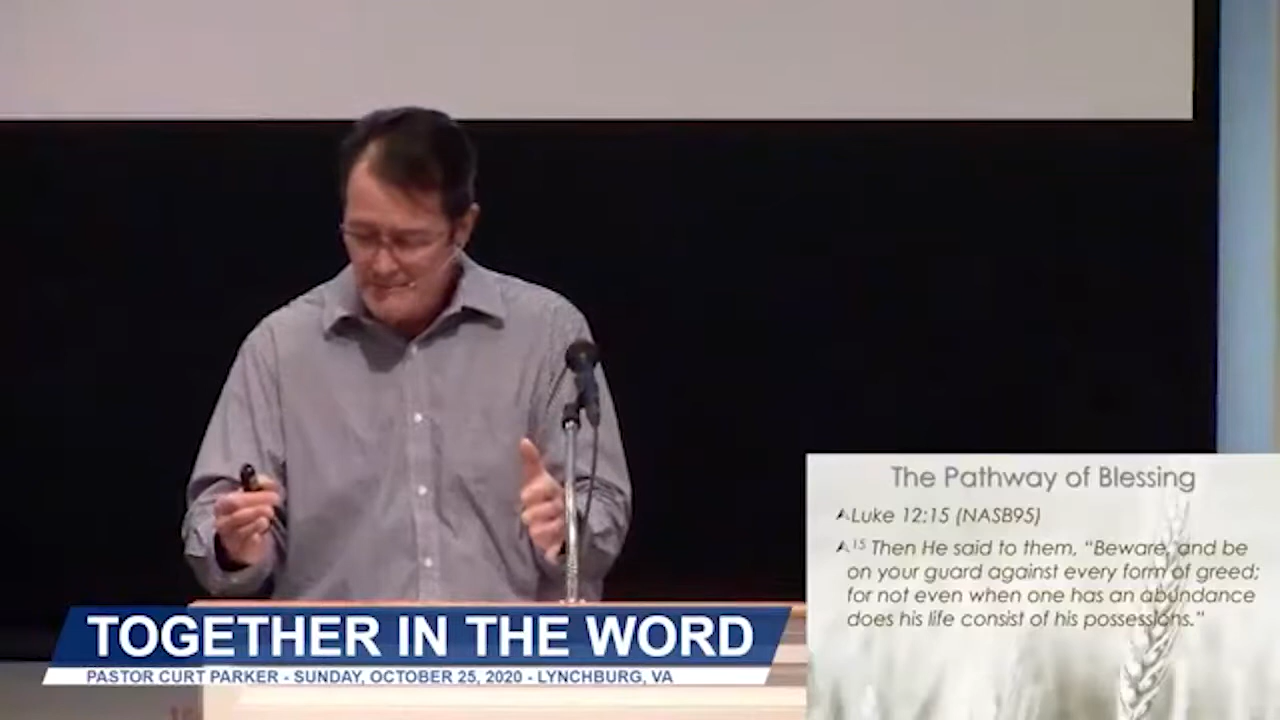 TOGETHER IN THE WORD
PASTOR CURT PARKER - SUNDAY, OCTOBER 25, 2020 - LYNCHBURG, VA
The Pathway of Blessing
Luke 12:15 (NASB95)
15 Then He said to them, “Beware, and be
on your guard against every form of greed;
for not even when one has an abundance
does his life consist of his possessions.“